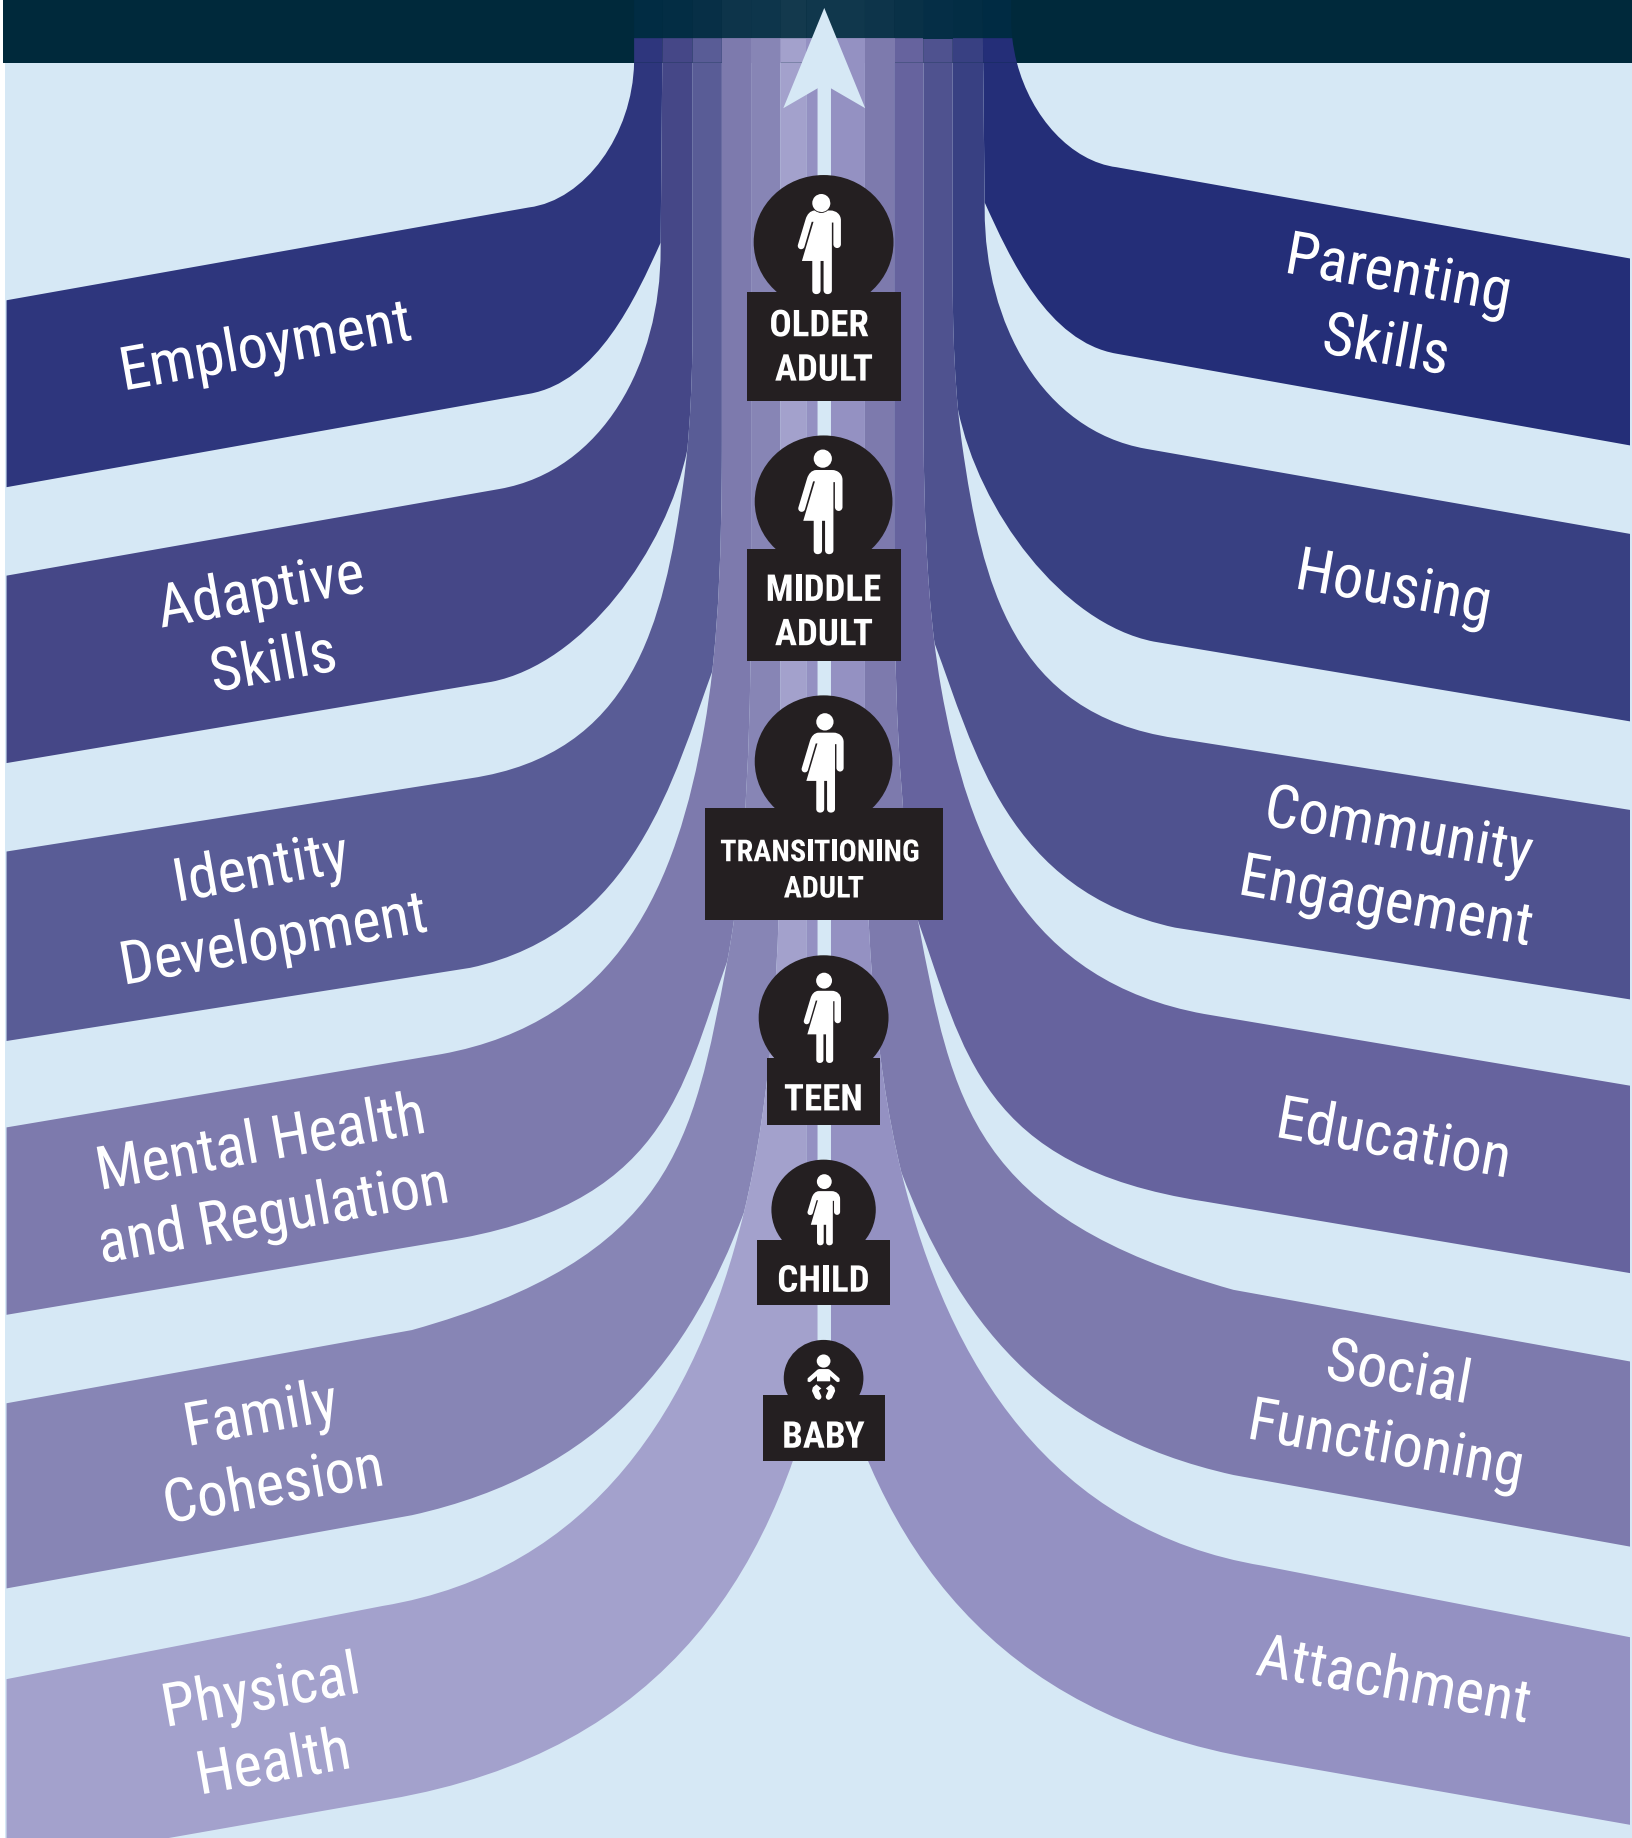 Employment
Adaptive
Skills
Identity
Development
Mental Health
and Regulation
Family
Cohesion
Physical
Health
OLDER
ADULT
MIDDLE
ADULT
TRANSITIONING
ADULT
TEEN
CHILD
BABY
Parenting
Skills
Housing
Community
Engagement
Education
Social
Functioning
Attachment